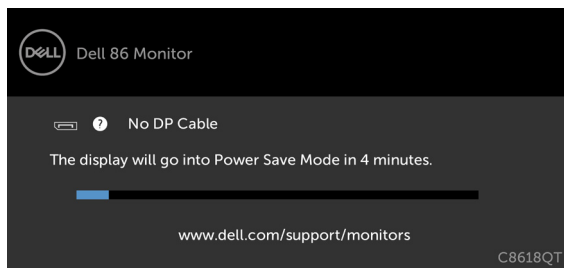 DELL Dell 86 Monitor
? No DP Cable
The display will go into Power Save Mode in 4 minutes.
www.dell.com/support/monitors
C8618QT